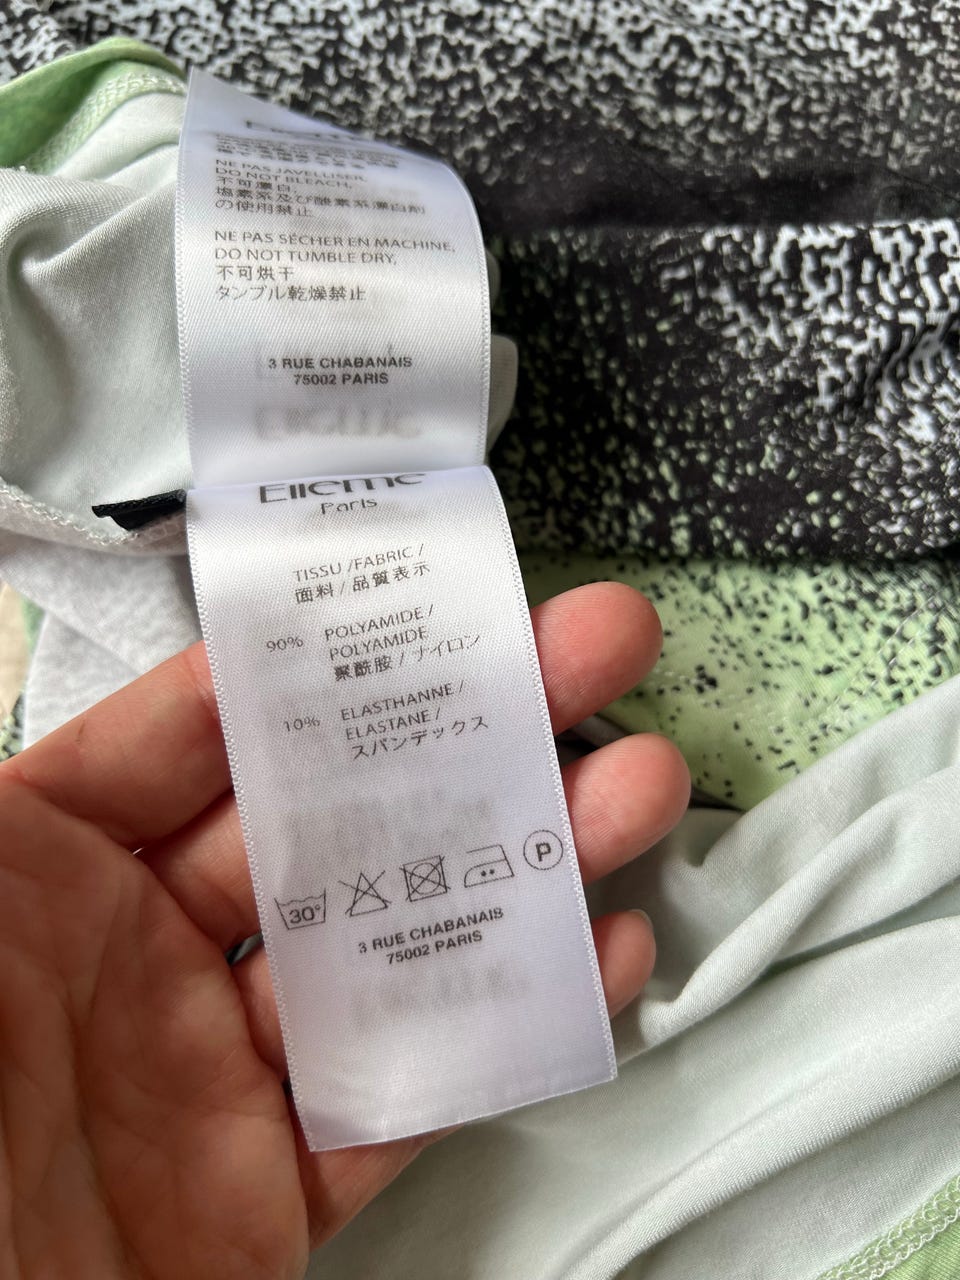 NE PAS JAVELLISER,
DO NOT BLEACH,
不可漂白,
塩素系及び酸素系漂白剤
の使用禁止
NE PAS SÉCHER EN MACHINE,
DO NOT TUMBLE DRY,
不可烘干
タンブル乾燥禁止
3 RUE CHABANAIS
75002 PARIS
Elleme
Paris
TISSU /FABRIC /
面料 / 品質表示
90% POLYAMIDE /
POLYAMIDE
聚酰胺 / ナイロン
10% ELASTHANNE /
ELASTANE /
スパンデックス
30° P
3 RUE CHABANAIS
75002 PARIS